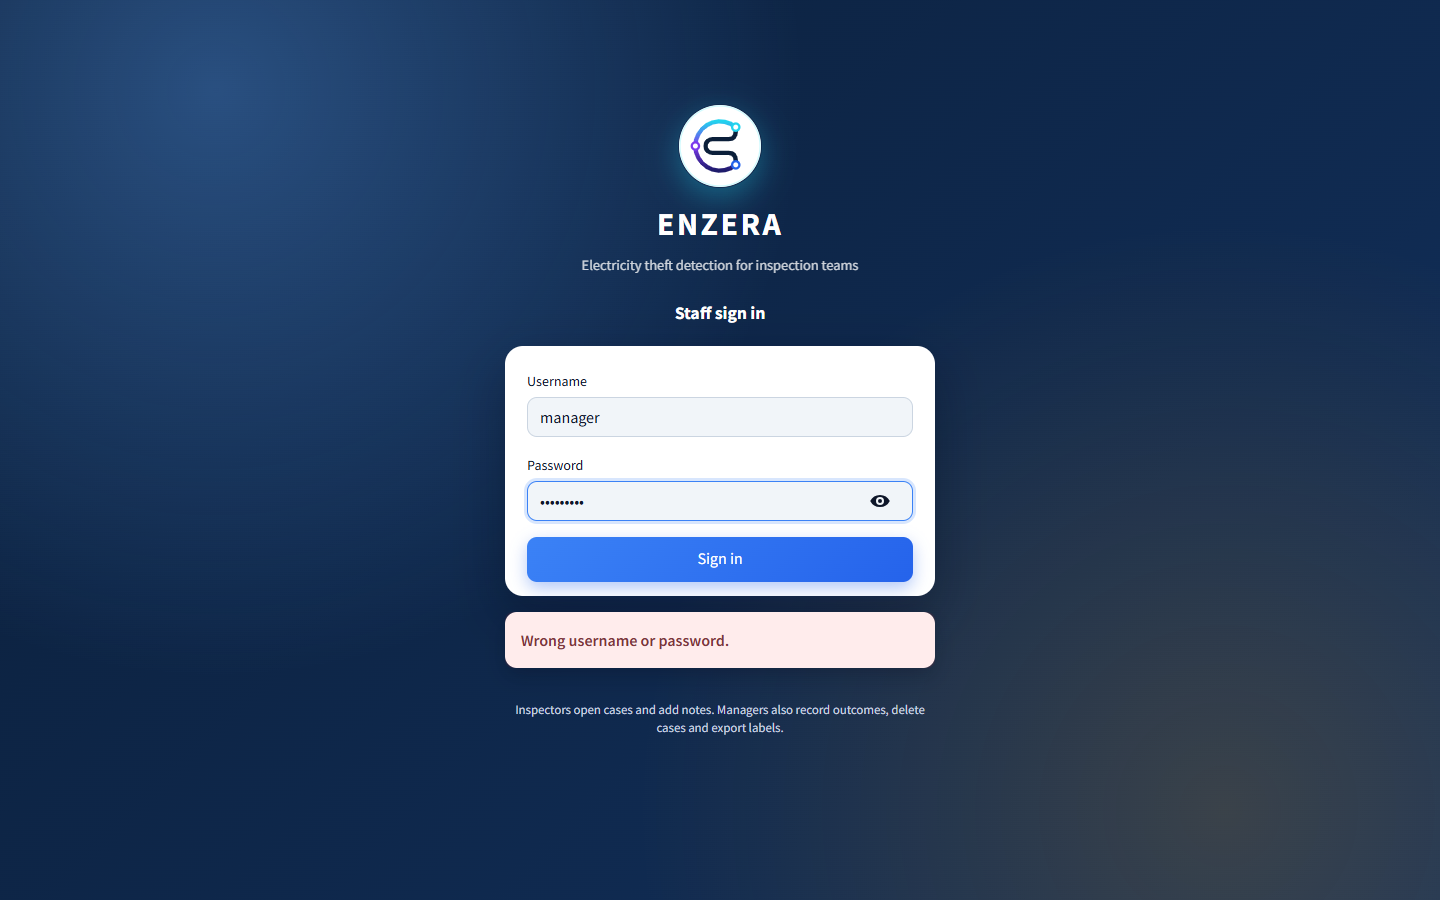 ENZERA
Electricity theft detection for inspection teams
Staff sign in
Username
manager
Password
•••••••••
Sign in
Wrong username or password.
Inspectors open cases and add notes. Managers also record outcomes, delete
cases and export labels.